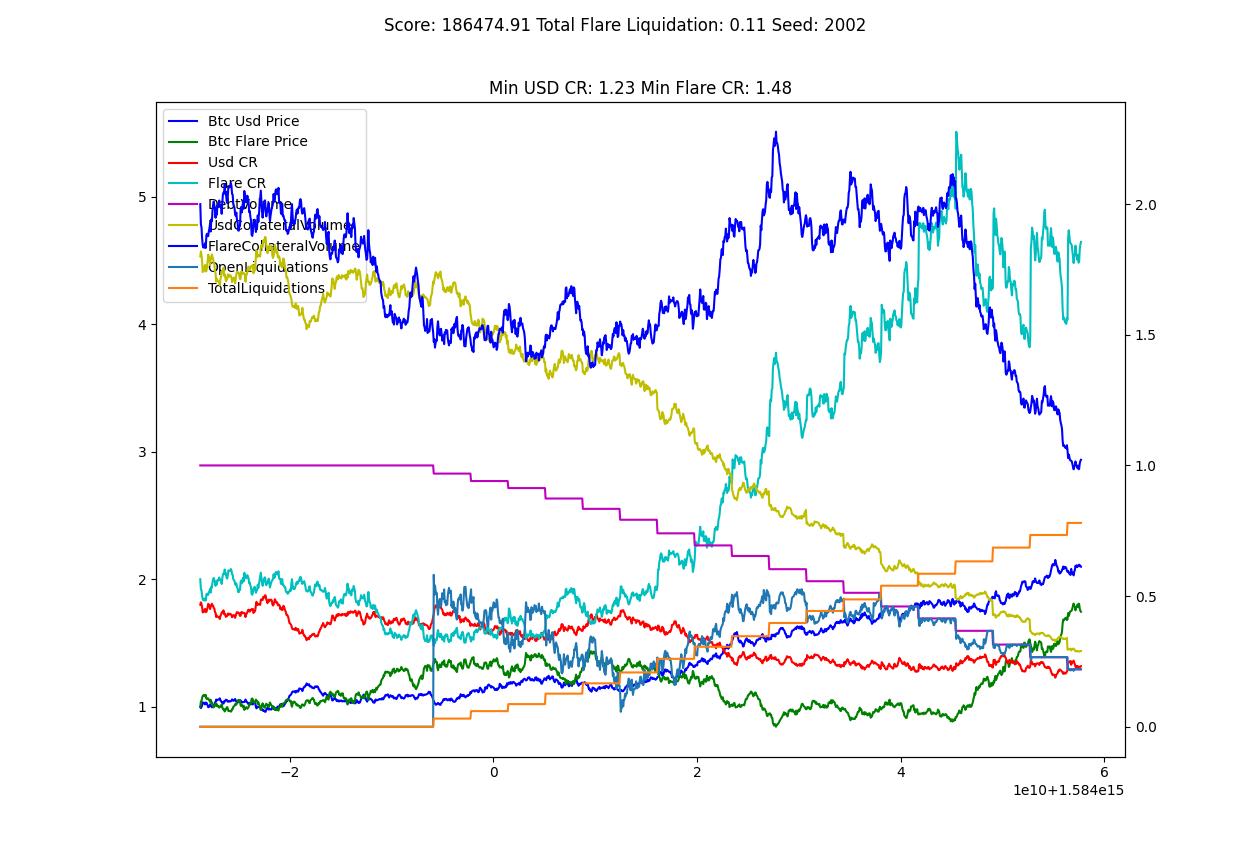 Score: 186474.91 Total Flare Liquidation: 0.11 Seed: 2002
Min USD CR: 1.23 Min Flare CR: 1.48
Btc Usd Price
Btc Flare Price
Usd CR
Flare CR
DebtVolume
UsdCollateralVolume
FlareCollateralVolume
OpenLiquidations
TotalLiquidations
5
4
3
2
1
2.0
1.5
1.0
0.5
0.0
−2 0 2 4 6
1e10+1.584e15